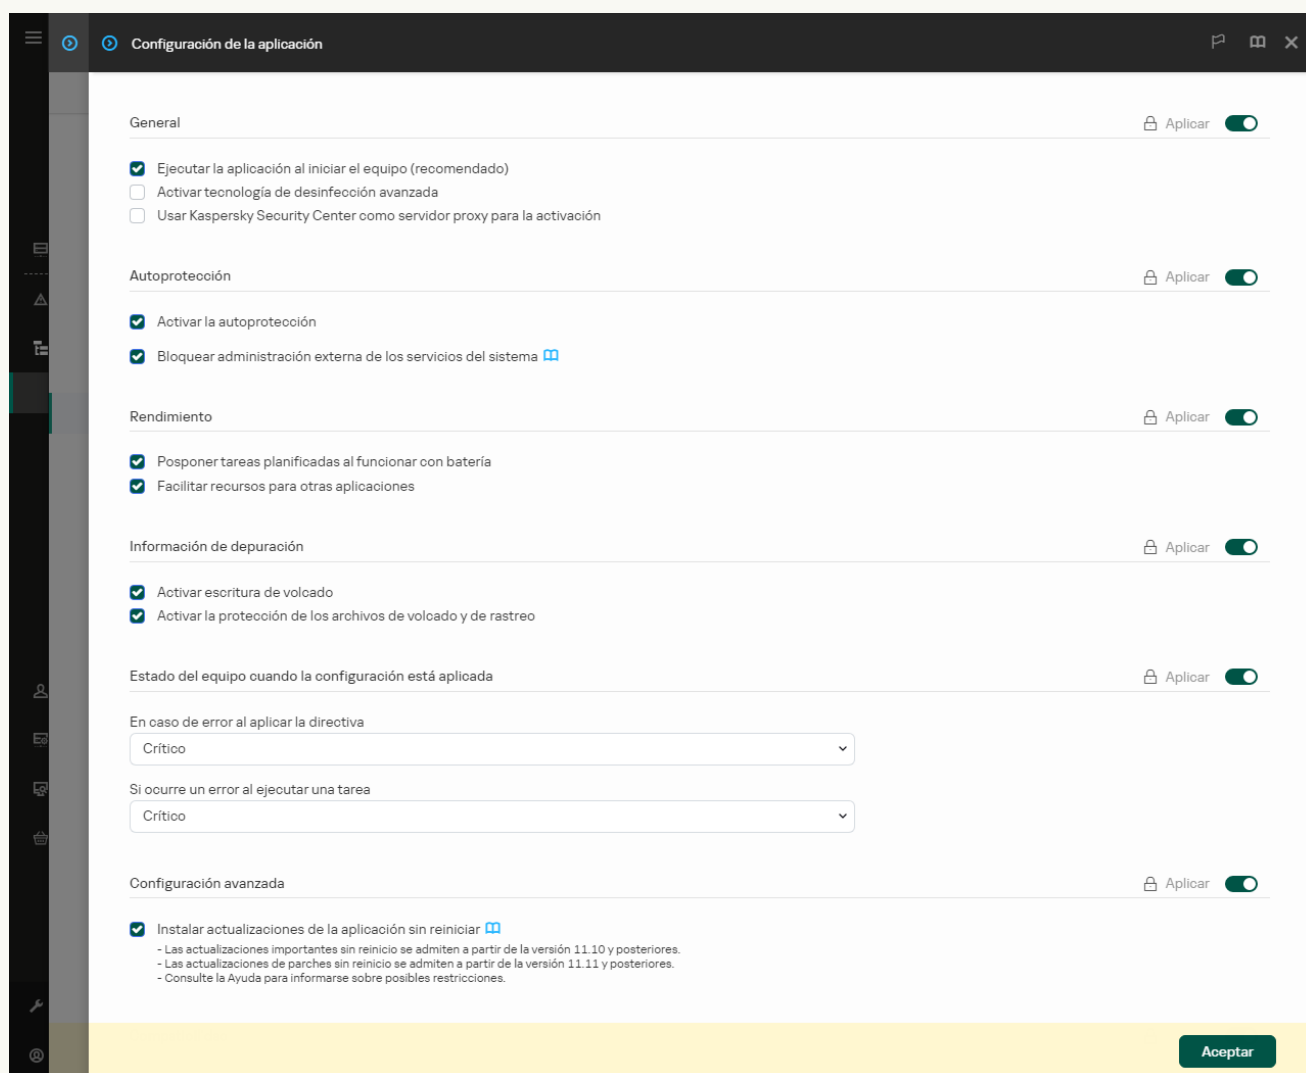 Configuración de la aplicación
General
Aplicar
Ejecutar la aplicación al iniciar el equipo (recomendado)
Activar tecnología de desinfección avanzada
Usar Kaspersky Security Center como servidor proxy para la activación
Autoprotección
Aplicar
Activar la autoprotección
Bloquear administración externa de los servicios del sistema
Rendimiento
Aplicar
Posponer tareas planificadas al funcionar con batería
Facilitar recursos para otras aplicaciones
Información de depuración
Aplicar
Activar escritura de volcado
Activar la protección de los archivos de volcado y de rastreo
Estado del equipo cuando la configuración está aplicada
Aplicar
En caso de error al aplicar la directiva
Crítico
Si ocurre un error al ejecutar una tarea
Crítico
Configuración avanzada
Aplicar
Instalar actualizaciones de la aplicación sin reiniciar
- Las actualizaciones importantes sin reinicio se admiten a partir de la versión 11.10 y posteriores.
- Las actualizaciones de parches sin reinicio se admiten a partir de la versión 11.11 y posteriores.
- Consulte la Ayuda para informarse sobre posibles restricciones.
Aceptar